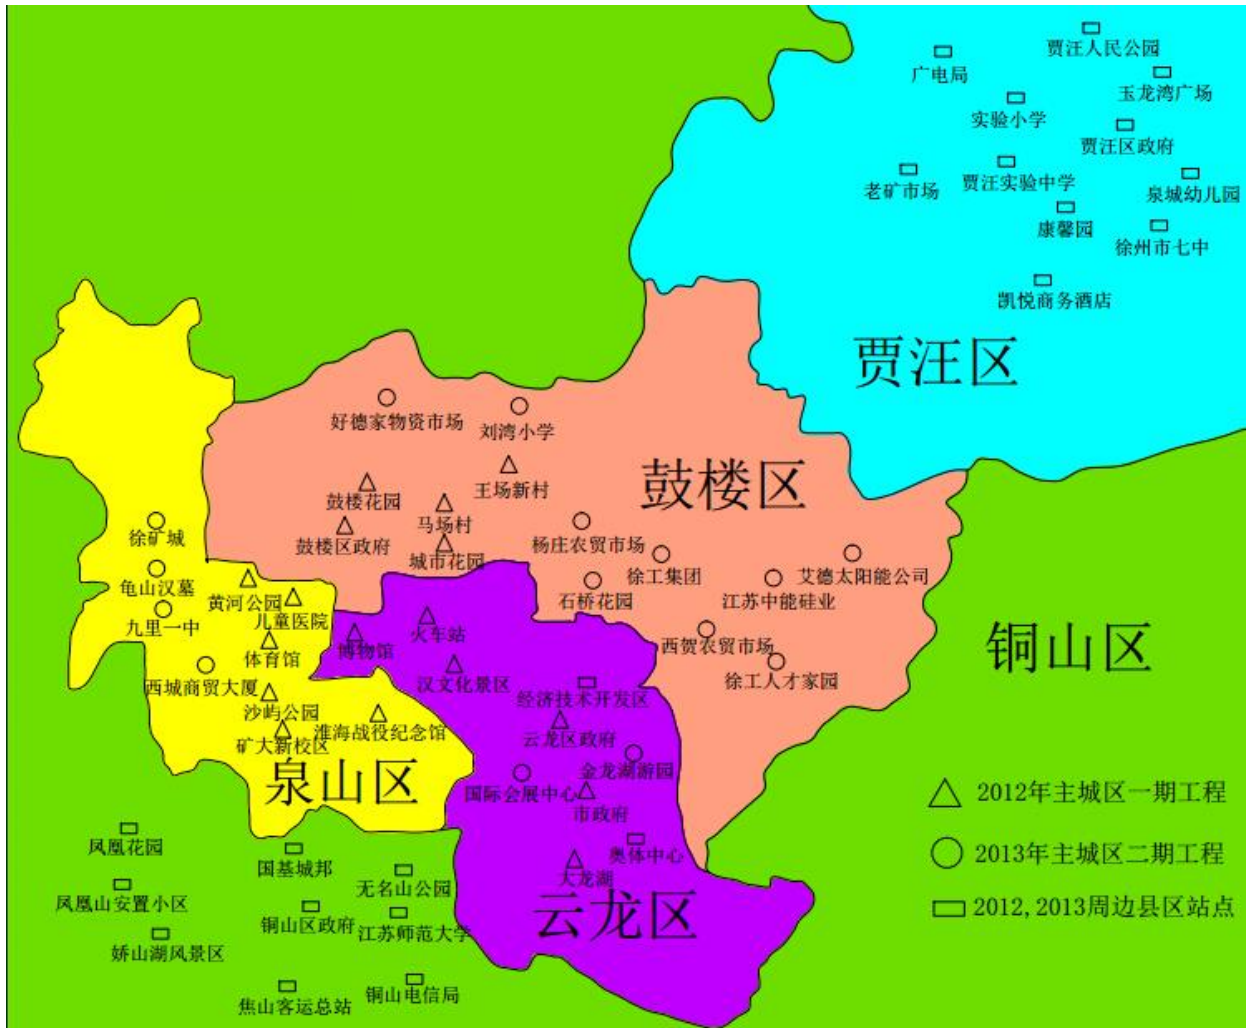 贾汪人民公园
广电局
玉龙湾广场
实验小学
贾汪区政府
贾汪实验中学
老矿市场
泉城幼儿园
康馨园
徐州市七中
凯悦商务酒店
贾汪区
好德家物资市场
刘湾小学
鼓楼区
王场新村
鼓楼花园
马场村
鼓楼区政府
城市花园
杨庄农贸市场
徐工集团
艾德太阳能公司
石桥花园
江苏中能硅业
西贺农贸市场
徐工人才家园
铜山区
徐矿城
龟山汉墓
黄河公园
九里一中
儿童医院
体育馆
西城商贸大厦
沙屿公园
淮海战役纪念馆
矿大新校区
泉山区
博物馆
火车站
汉文化景区
经济技术开发区
云龙区政府
金龙湖游园
国际会展中心
市政府
奥体中心
大龙湖
云龙区
凤凰花园
国基城邦
无名山公园
凤凰山安置小区
铜山区政府
江苏师范大学
娇山湖风景区
焦山客运总站
铜山电信局
2012年主城区一期工程
2013年主城区二期工程
2012,2013周边县区站点